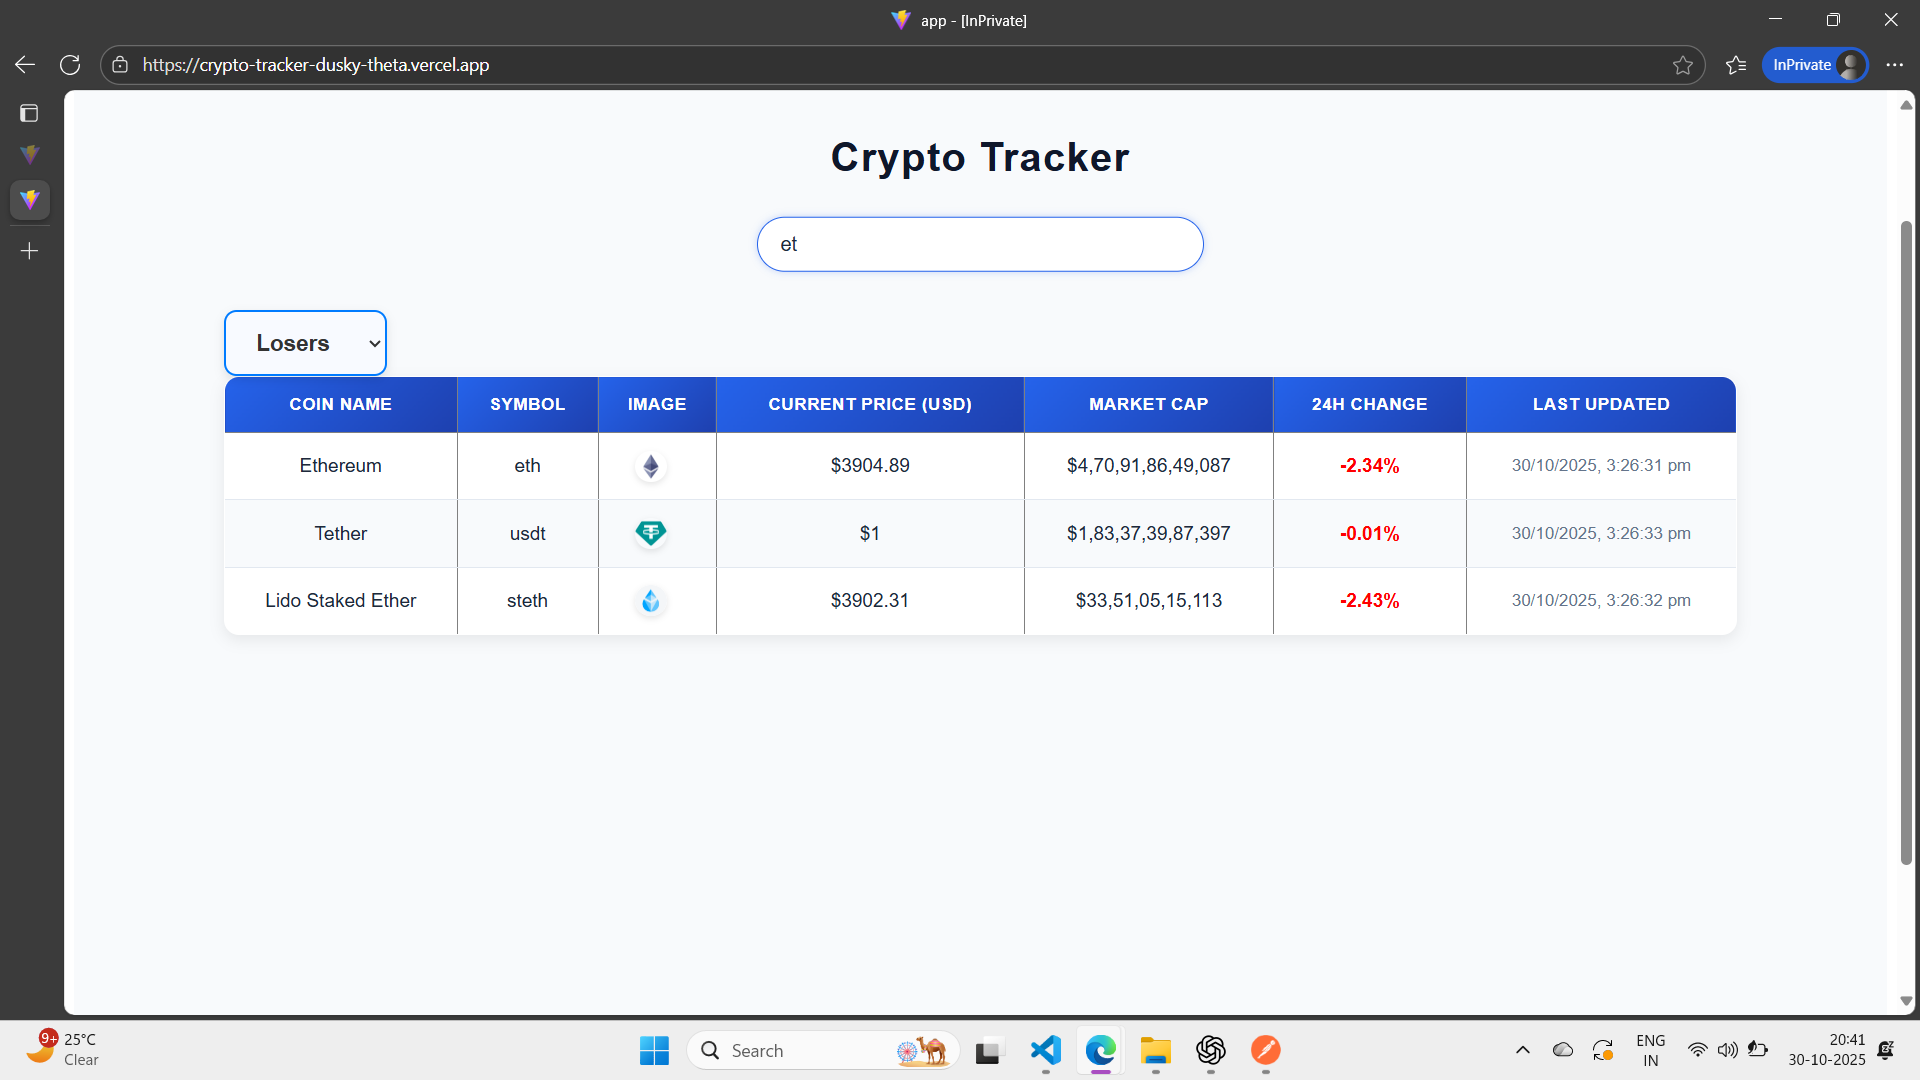 app - [InPrivate]
https://crypto-tracker-dusky-theta.vercel.app
InPrivate
Crypto Tracker
et
Losers
COIN NAME SYMBOL IMAGE CURRENT PRICE (USD) MARKET CAP 24H CHANGE LAST UPDATED
Ethereum eth $3904.89 $4,70,91,86,49,087 -2.34% 30/10/2025, 3:26:31 pm
Tether usdt $1 $1,83,37,39,87,397 -0.01% 30/10/2025, 3:26:33 pm
Lido Staked Ether steth $3902.31 $33,51,05,15,113 -2.43% 30/10/2025, 3:26:32 pm
9+
25°C
Clear
Search
ENG
IN
20:41
30-10-2025